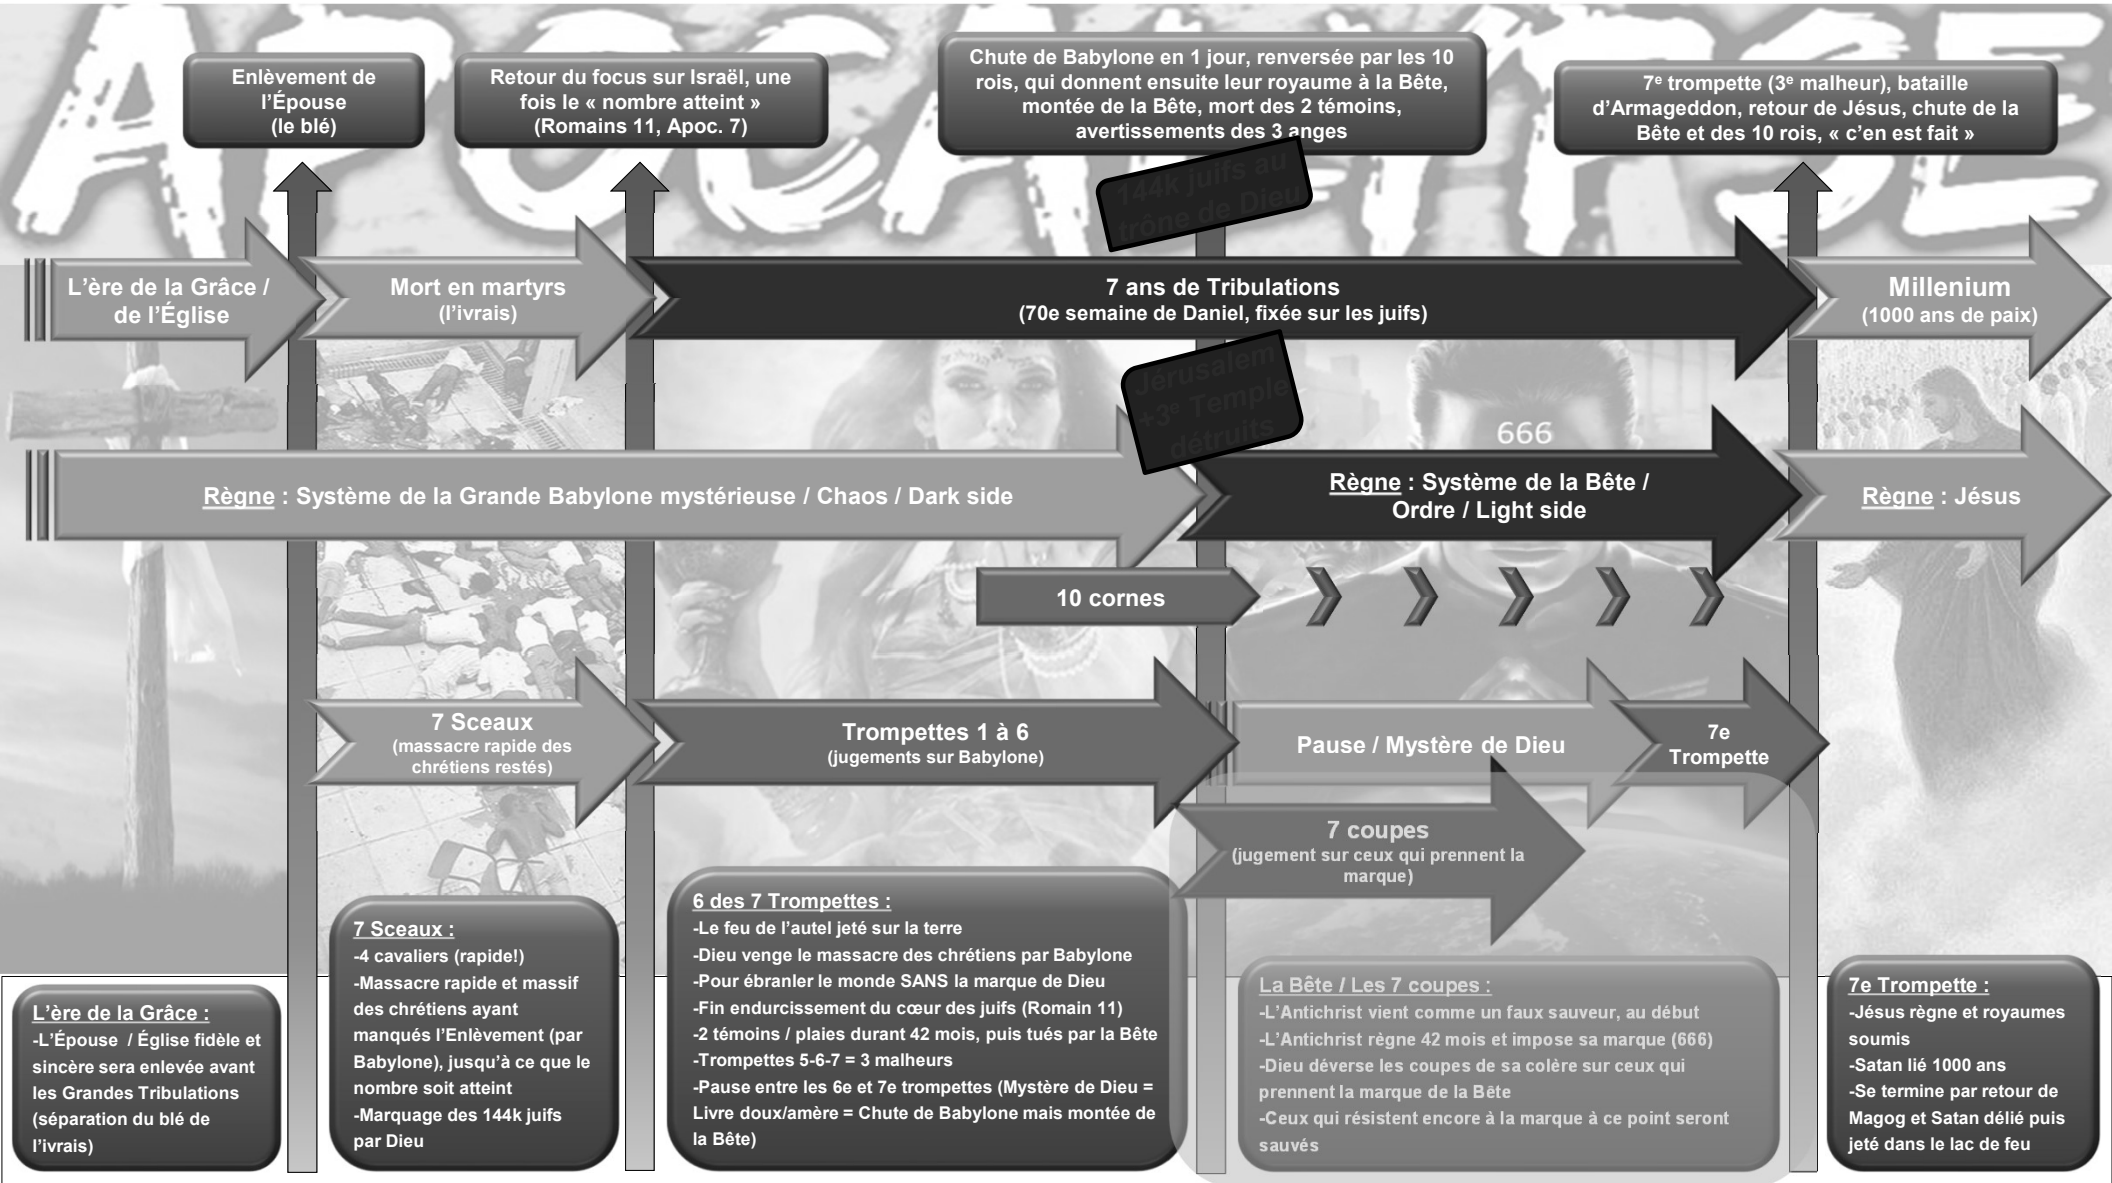 APOCALYPSE
Enlèvement de
l'Épouse
(le blé)
Retour du focus sur Israël, une
fois le « nombre atteint »
(Romains 11, Apoc. 7)
Chute de Babylone en 1 jour, renversée par les 10
rois, qui donnent ensuite leur royaume à la Bête,
montée de la Bête, mort des 2 témoins,
avertissements des 3 anges
7e trompette (3e malheur), bataille
d'Armageddon, retour de Jésus, chute de la
Bête et des 10 rois, « c'en est fait »
144k juifs au
trône de Dieu
L'ère de la Grâce /
de l'Église
Mort en martyrs
(l'ivrais)
7 ans de Tribulations
(70e semaine de Daniel, fixée sur les juifs)
Millenium
(1000 ans de paix)
Jérusalem
+3e Temple
détruits
666
Règne : Système de la Grande Babylone mystérieuse / Chaos / Dark side
Règne : Système de la Bête /
Ordre / Light side
Règne : Jésus
10 cornes
7 Sceaux
(massacre rapide des
chrétiens restés)
Trompettes 1 à 6
(jugements sur Babylone)
Pause / Mystère de Dieu
7e
Trompette
7 coupes
(jugement sur ceux qui prennent la
marque)
L'ère de la Grâce :
-L'Épouse / Église fidèle et
sincère sera enlevée avant
les Grandes Tribulations
(séparation du blé de
l'ivrais)
7 Sceaux :
-4 cavaliers (rapide!)
-Massacre rapide et massif
des chrétiens ayant
manqués l'Enlèvement (par
Babylone), jusqu'à ce que le
nombre soit atteint
-Marquage des 144k juifs
par Dieu
6 des 7 Trompettes :
-Le feu de l'autel jeté sur la terre
-Dieu venge le massacre des chrétiens par Babylone
-Pour ébranler le monde SANS la marque de Dieu
-Fin endurcissement du cœur des juifs (Romain 11)
-2 témoins / plaies durant 42 mois, puis tués par la Bête
-Trompettes 5-6-7 = 3 malheurs
-Pause entre les 6e et 7e trompettes (Mystère de Dieu =
Livre doux/amère = Chute de Babylone mais montée de
la Bête)
La Bête / Les 7 coupes :
-L'Antichrist vient comme un faux sauveur, au début
-L'Antichrist règne 42 mois et impose sa marque (666)
-Dieu déverse les coupes de sa colère sur ceux qui
prennent la marque de la Bête
-Ceux qui résistent encore à la marque à ce point seront
sauvés
7e Trompette :
-Jésus règne et royaumes
soumis
-Satan lié 1000 ans
-Se termine par retour de
Magog et Satan délié puis
jeté dans le lac de feu